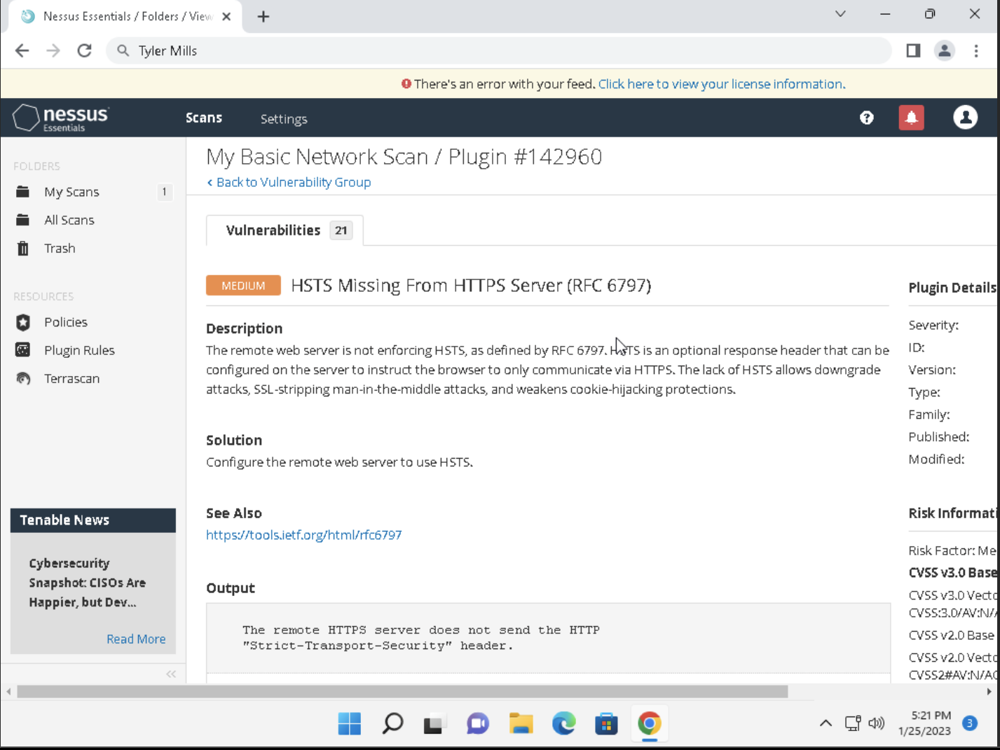 Nessus Essentials / Folders / View
Tyler Mills
There's an error with your feed. Click here to view your license information.
nessus
Essentials
Scans
Settings
FOLDERS
My Scans
1
All Scans
Trash
RESOURCES
Policies
Plugin Rules
Terrascan
Tenable News
Cybersecurity
Snapshot: CISOs Are
Happier, but Dev...
Read More
My Basic Network Scan / Plugin #142960
< Back to Vulnerability Group
Vulnerabilities 21
MEDIUM
HSTS Missing From HTTPS Server (RFC 6797)
Description
The remote web server is not enforcing HSTS, as defined by RFC 6797. HSTS is an optional response header that can be
configured on the server to instruct the browser to only communicate via HTTPS. The lack of HSTS allows downgrade
attacks, SSL-stripping man-in-the-middle attacks, and weakens cookie-hijacking protections.
Solution
Configure the remote web server to use HSTS.
See Also
https://tools.ietf.org/html/rfc6797
Output
The remote HTTPS server does not send the HTTP
"Strict-Transport-Security" header.
Plugin Details
Severity:
ID:
Version:
Type:
Family:
Published:
Modified:
Risk Informati
Risk Factor: Me
CVSS v3.0 Base
CVSS v3.0 Vecto
CVSS:3.0/AV:N/A
CVSS v2.0 Base
CVSS v2.0 Vecto
CVSS2#AV:N/AC
5:21 PM
1/25/2023
3